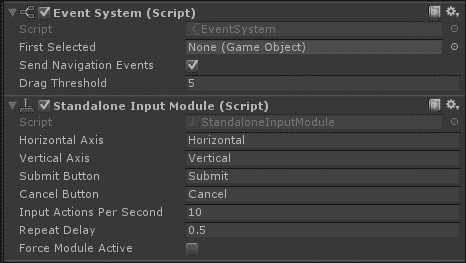 Event System (Script)
Script EventSystem
First Selected None (Game Object)
Send Navigation Events
Drag Threshold 5
Standalone Input Module (Script)
Script StandaloneInputModule
Horizontal Axis Horizontal
Vertical Axis Vertical
Submit Button Submit
Cancel Button Cancel
Input Actions Per Second 10
Repeat Delay 0.5
Force Module Active